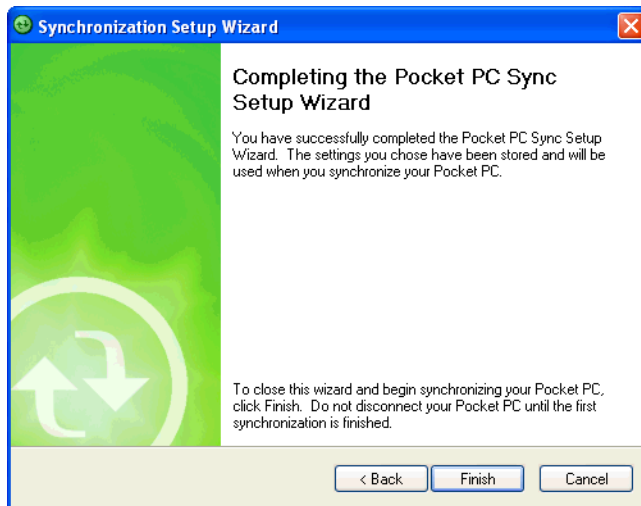 Synchronization Setup Wizard
Completing the Pocket PC Sync
Setup Wizard
You have successfully completed the Pocket PC Sync Setup
Wizard. The settings you chose have been stored and will be
used when you synchronize your Pocket PC.
To close this wizard and begin synchronizing your Pocket PC,
click Finish. Do not disconnect your Pocket PC until the first
synchronization is finished.
< Back Finish Cancel